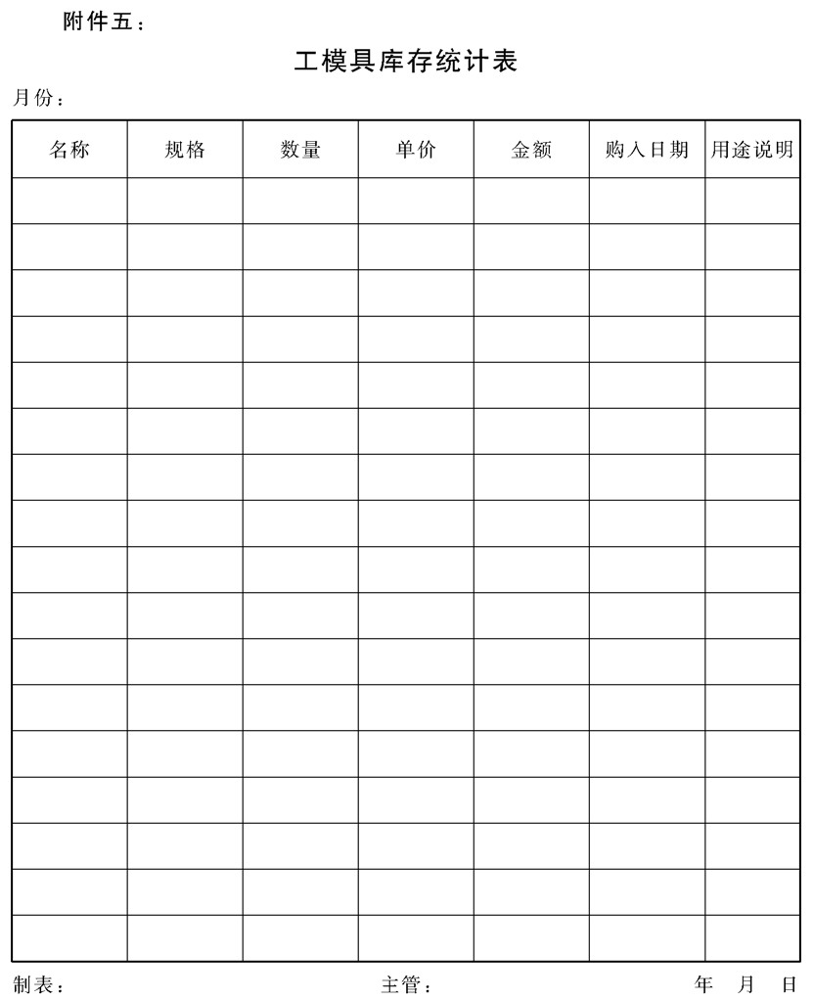 附件五：
工模具库存统计表
月份：
名称 规格 数量 单价 金额 购入日期 用途说明
制表： 主管： 年 月 日